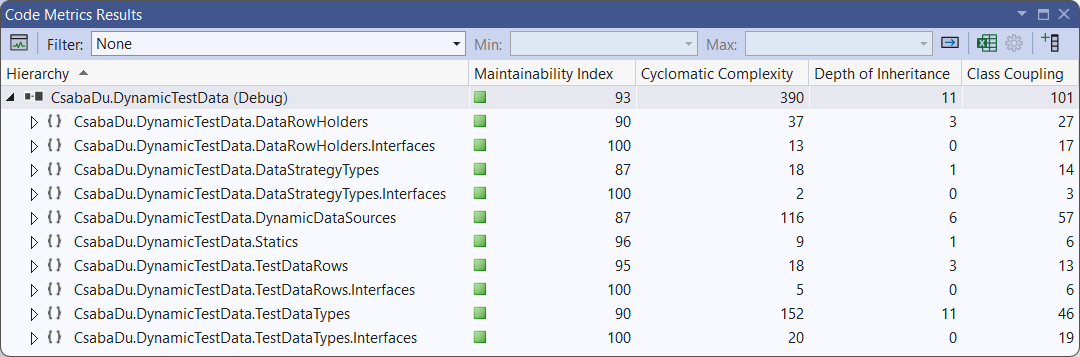 Code Metrics Results
Filter: None Min: Max:
Hierarchy Maintainability Index Cyclomatic Complexity Depth of Inheritance Class Coupling
CsabaDu.DynamicTestData (Debug) 93 390 11 101
{ } CsabaDu.DynamicTestData.DataRowHolders 90 37 3 27
{ } CsabaDu.DynamicTestData.DataRowHolders.Interfaces 100 13 0 17
{ } CsabaDu.DynamicTestData.DataStrategyTypes 87 18 1 14
{ } CsabaDu.DynamicTestData.DataStrategyTypes.Interfaces 100 2 0 3
{ } CsabaDu.DynamicTestData.DynamicDataSources 87 116 6 57
{ } CsabaDu.DynamicTestData.Statics 96 9 1 6
{ } CsabaDu.DynamicTestData.TestDataRows 95 18 3 13
{ } CsabaDu.DynamicTestData.TestDataRows.Interfaces 100 5 0 6
{ } CsabaDu.DynamicTestData.TestDataTypes 90 152 11 46
{ } CsabaDu.DynamicTestData.TestDataTypes.Interfaces 100 20 0 19